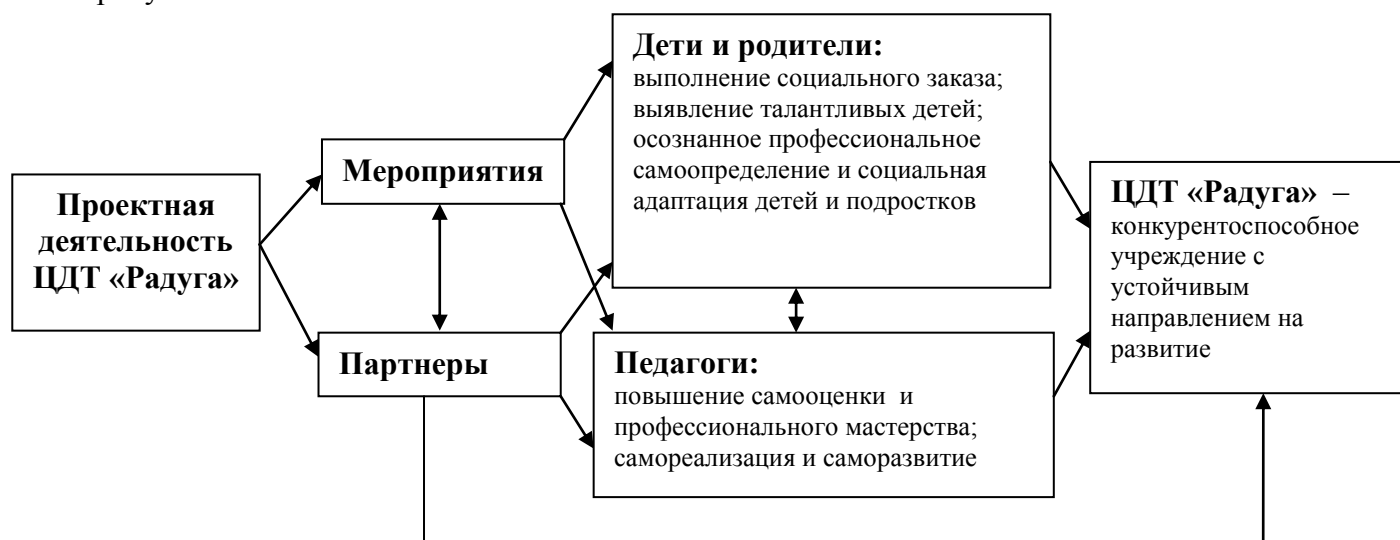 Проектная
деятельность
ЦДТ «Радуга»
Мероприятия
Партнеры
Дети и родители:
выполнение социального заказа;
выявление талантливых детей;
осознанное профессиональное
самоопределение и социальная
адаптация детей и подростков
Педагоги:
повышение самооценки и
профессионального мастерства;
самореализация и саморазвитие
ЦДТ «Радуга» –
конкурентоспособное
учреждение с
устойчивым
направлением на
развитие